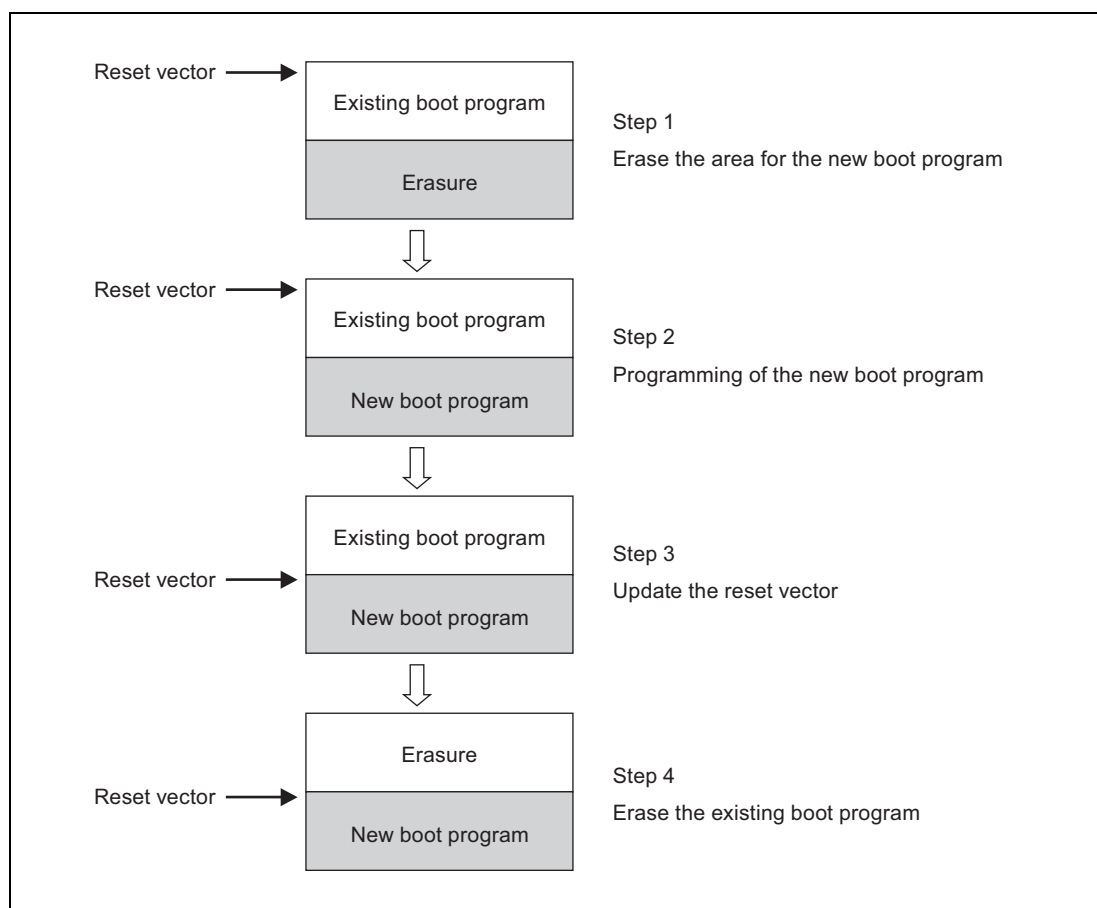 Reset vector
Existing boot program
Erasure
Step 1
Erase the area for the new boot program
Reset vector
Existing boot program
New boot program
Step 2
Programming of the new boot program
Existing boot program
Reset vector
New boot program
Step 3
Update the reset vector
Erasure
Reset vector
New boot program
Step 4
Erase the existing boot program